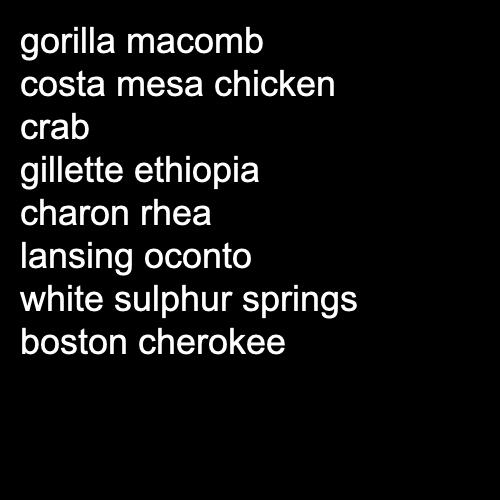 gorilla macomb
costa mesa chicken
crab
gillette ethiopia
charon rhea
lansing oconto
white sulphur springs
boston cherokee